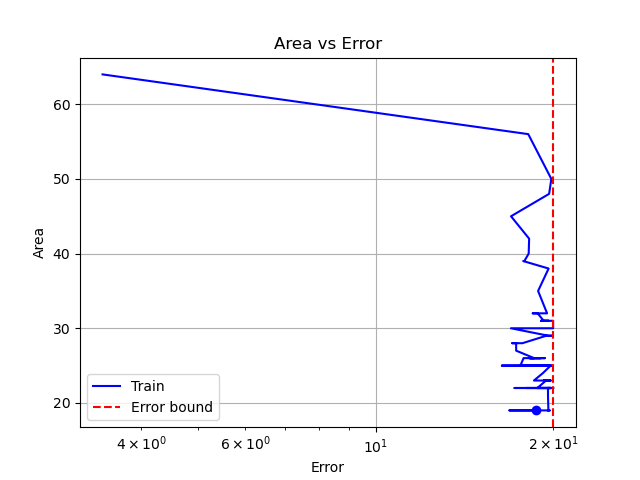 Area vs Error
Area
60
50
40
30
20
Train
Error bound
4 × 10⁰
6 × 10⁰
10¹
2 × 10¹
Error